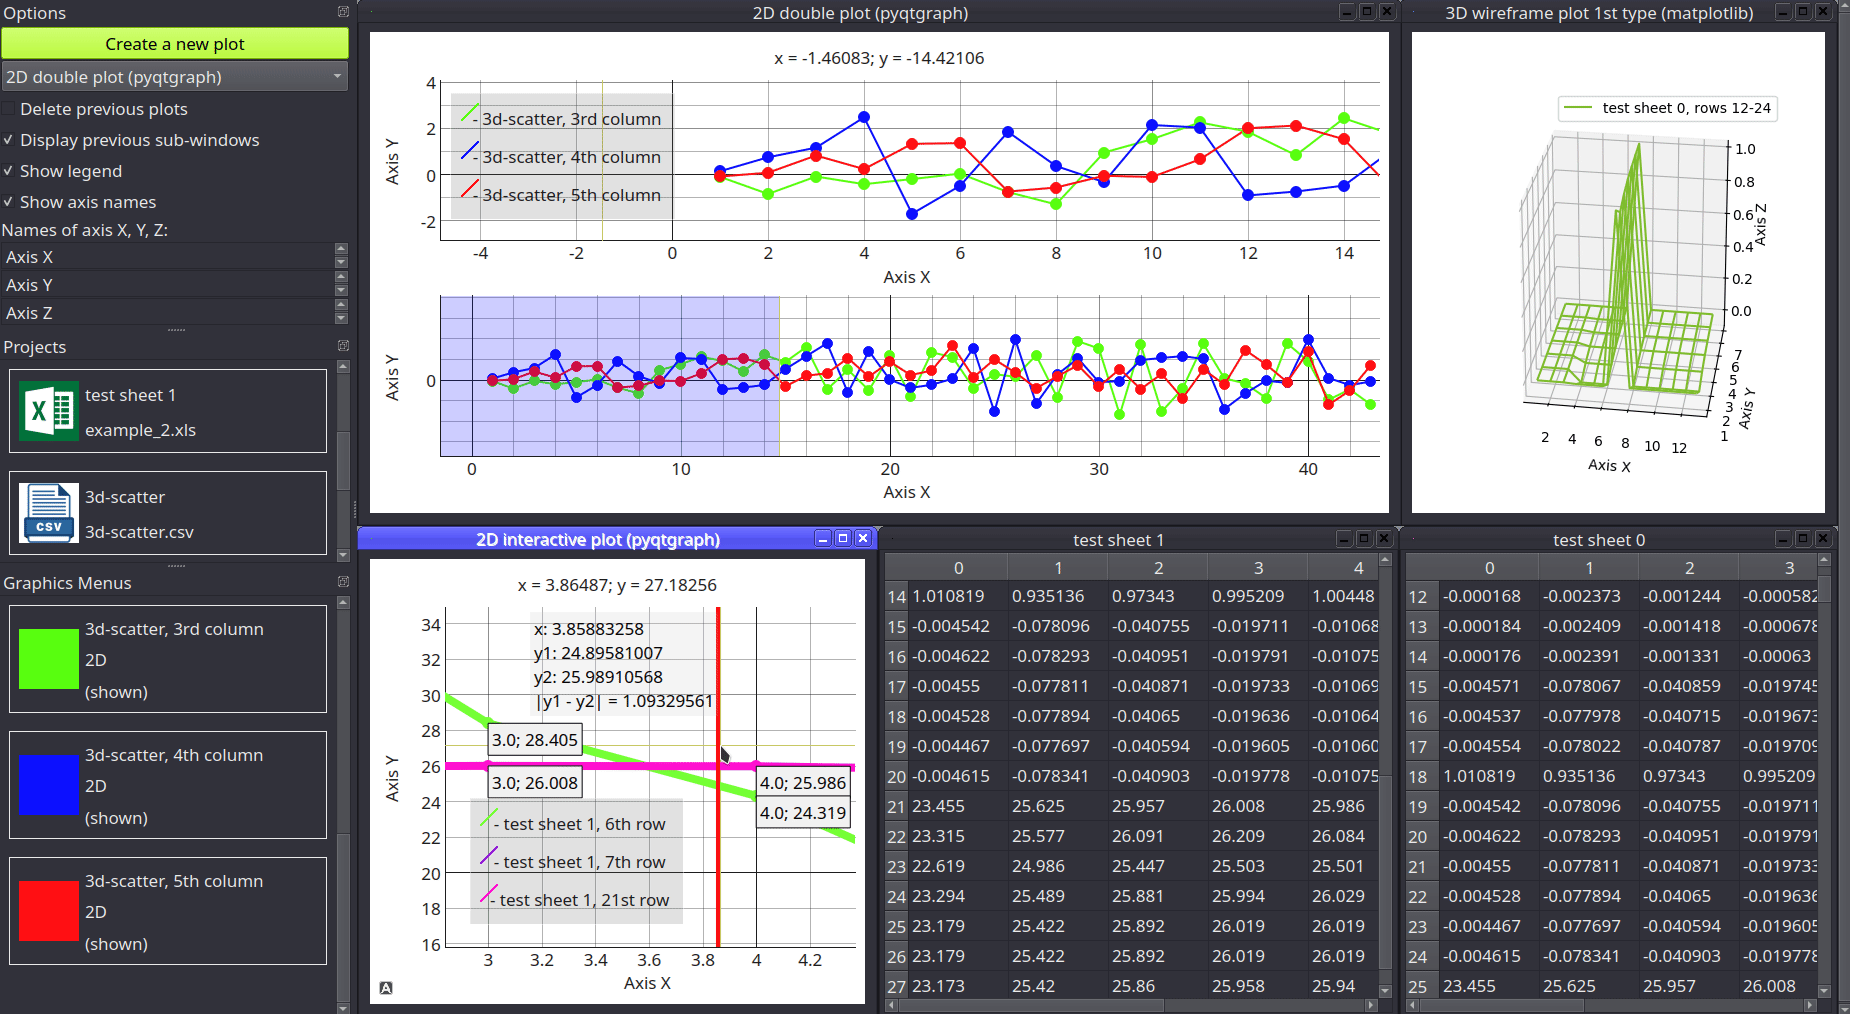 Options
Create a new plot
2D double plot (pyqtgraph)
Delete previous plots
Display previous sub-windows
Show legend
Show axis names
Names of axis X, Y, Z:
Axis X
Axis Y
Axis Z
Projects
test sheet 1
example_2.xls
3d-scatter
CSV
3d-scatter.csv
Graphics Menus
3d-scatter, 3rd column
2D
(shown)
3d-scatter, 4th column
2D
(shown)
3d-scatter, 5th column
2D
(shown)
2D double plot (pyqtgraph)
x = -1.46083; y = -14.42106
Axis Y
4
2
0
-2
- 3d-scatter, 3rd column
- 3d-scatter, 4th column
- 3d-scatter, 5th column
-4 -2 0 2 4 6 8 10 12 14
Axis X
Axis Y
0
0 10 20 30 40
Axis X
3D wireframe plot 1st type (matplotlib)
test sheet 0, rows 12-24
1.0
0.8
0.6
0.4
0.2
0.0
Axis Z
7
6
5
4
3
2
1
Axis Y
2 4 6 8 10 12
Axis X
2D interactive plot (pyqtgraph)
x = 3.86487; y = 27.18256
Axis Y
34
32
30
28
26
24
22
20
18
16
x: 3.85883258
y1: 24.89581007
y2: 25.98910568
|y1 - y2| = 1.09329561
3.0; 28.405
3.0; 26.008
4.0; 25.986
4.0; 24.319
- test sheet 1, 6th row
- test sheet 1, 7th row
- test sheet 1, 21st row
3 3.2 3.4 3.6 3.8 4 4.2
Axis X
A
test sheet 1
0 1 2 3 4
14 1.010819 0.935136 0.97343 0.995209 1.00448
15 -0.004542 -0.078096 -0.040755 -0.019711 -0.01068
16 -0.004622 -0.078293 -0.040951 -0.019791 -0.01075
17 -0.00455 -0.077811 -0.040871 -0.019733 -0.01069
18 -0.004528 -0.077894 -0.04065 -0.019636 -0.01064
19 -0.004467 -0.077697 -0.040594 -0.019605 -0.01060
20 -0.004615 -0.078341 -0.040903 -0.019778 -0.01075
21 23.455 25.625 25.957 26.008 25.986
22 23.315 25.577 26.091 26.209 26.084
23 22.619 24.986 25.447 25.503 25.501
24 23.294 25.489 25.881 25.994 26.029
25 23.179 25.422 25.892 26.019 26.019
26 23.179 25.422 25.892 26.019 26.019
27 23.173 25.42 25.86 25.958 25.94
test sheet 0
0 1 2 3
12 -0.000168 -0.002373 -0.001244 -0.000582
13 -0.000184 -0.002409 -0.001418 -0.000678
14 -0.000176 -0.002391 -0.001331 -0.00063
15 -0.004571 -0.078067 -0.040859 -0.019745
16 -0.004537 -0.077978 -0.040715 -0.019673
17 -0.004554 -0.078022 -0.040787 -0.019709
18 1.010819 0.935136 0.97343 0.995209
19 -0.004542 -0.078096 -0.040755 -0.019711
20 -0.004622 -0.078293 -0.040951 -0.019791
21 -0.00455 -0.077811 -0.040871 -0.019733
22 -0.004528 -0.077894 -0.04065 -0.019636
23 -0.004467 -0.077697 -0.040594 -0.019605
24 -0.004615 -0.078341 -0.040903 -0.019778
25 23.455 25.625 25.957 26.008